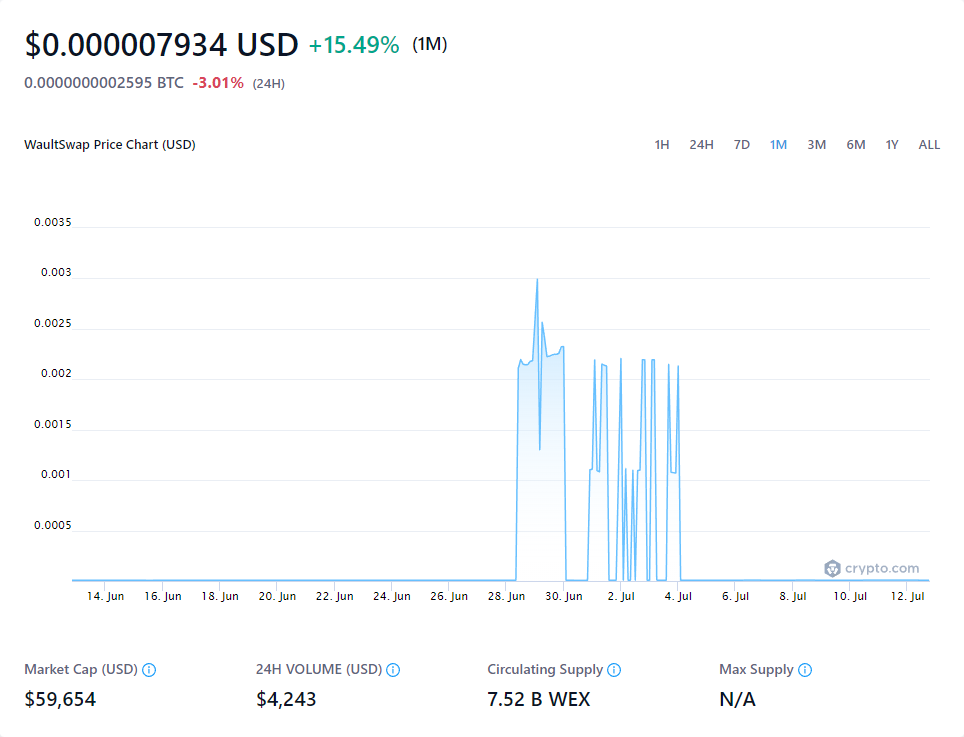 $0.000007934 USD +15.49% (1M)
0.0000000002595 BTC -3.01% (24H)
WaultSwap Price Chart (USD) 1H 24H 7D 1M 3M 6M 1Y ALL
0.0035
0.003
0.0025
0.002
0.0015
0.001
0.0005
crypto.com
14. Jun 16. Jun 18. Jun 20. Jun 22. Jun 24. Jun 26. Jun 28. Jun 30. Jun 2. Jul 4. Jul 6. Jul 8. Jul 10. Jul 12. Jul
Market Cap (USD) 24H VOLUME (USD) Circulating Supply Max Supply
$59,654 $4,243 7.52 B WEX N/A